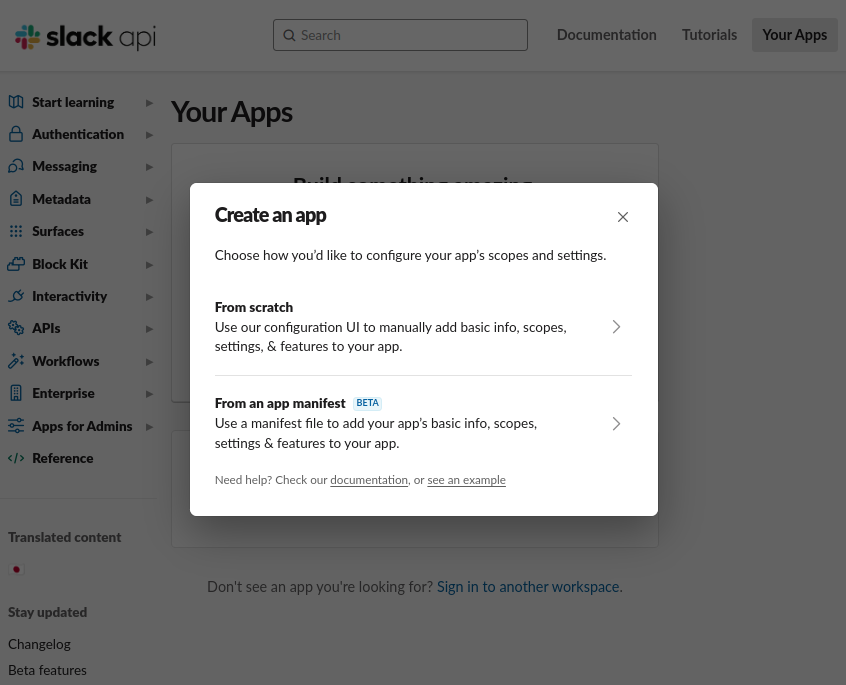 slack api
Search
Documentation
Tutorials
Your Apps
Start learning
Authentication
Messaging
Metadata
Surfaces
Block Kit
Interactivity
APIs
Workflows
Enterprise
Apps for Admins
Reference
Translated content
Stay updated
Changelog
Beta features
Your Apps
Build something amazing
Create an app
Choose how you'd like to configure your app's scopes and settings.
From scratch
Use our configuration UI to manually add basic info, scopes,
settings, & features to your app.
From an app manifest BETA
Use a manifest file to add your app's basic info, scopes,
settings & features to your app.
Need help? Check our documentation, or see an example
Don't see an app you're looking for? Sign in to another workspace.